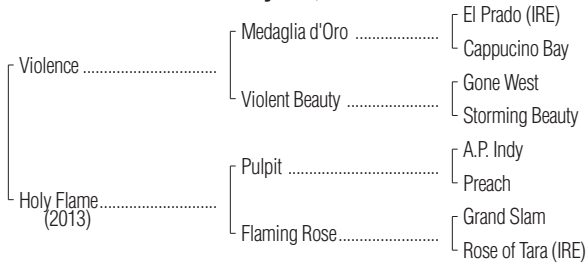 El Prado (IRE)
Medaglia d'Oro ....................
Cappucino Bay
Violence ................................
Gone West
Violent Beauty ......................
Storming Beauty
A.P. Indy
Pulpit ....................................
Preach
Holy Flame............................
(2013)
Grand Slam
Flaming Rose........................
Rose of Tara (IRE)